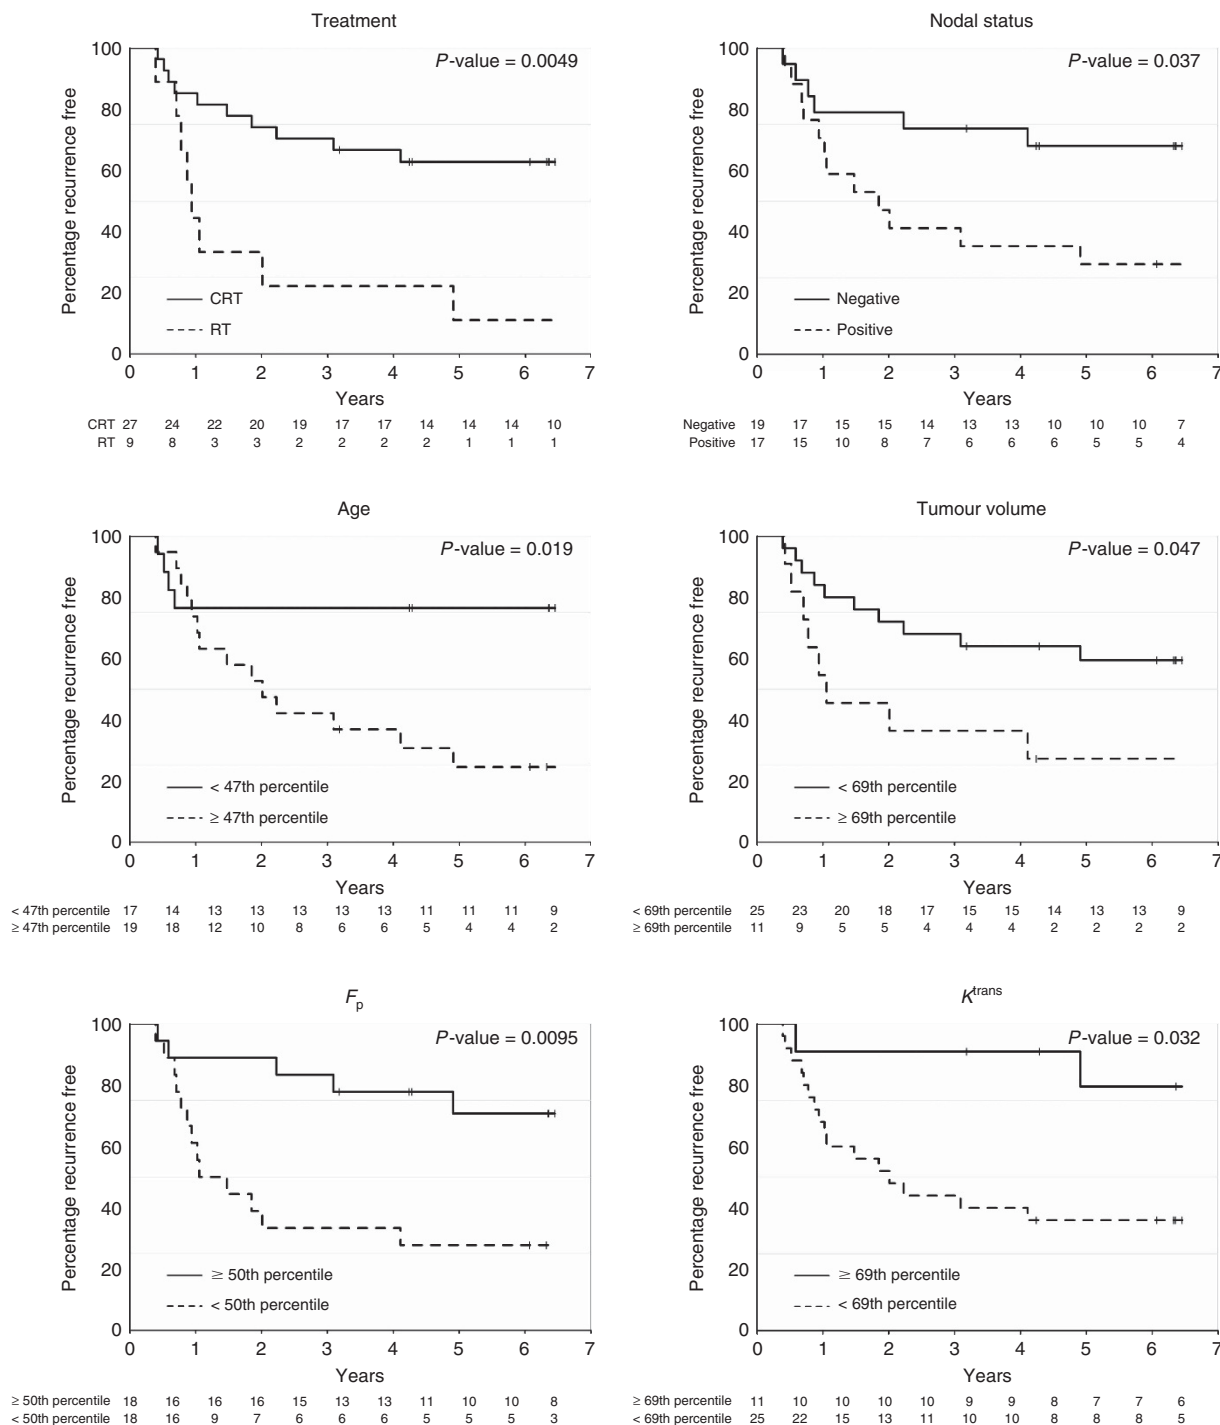 Treatment
P-value = 0.0049
Percentage recurrence free
100
80
60
40
20
0
CRT
RT
0 1 2 3 4 5 6 7
Years
CRT 27 24 22 20 19 17 17 14 14 14 10
RT 9 8 3 3 2 2 2 2 1 1 1
Nodal status
P-value = 0.037
Percentage recurrence free
100
80
60
40
20
0
Negative
Positive
0 1 2 3 4 5 6 7
Years
Negative 19 17 15 15 14 13 13 10 10 10 7
Positive 17 15 10 8 7 6 6 6 5 5 4
Age
P-value = 0.019
Percentage recurrence free
100
80
60
40
20
0
< 47th percentile
≥ 47th percentile
0 1 2 3 4 5 6 7
Years
< 47th percentile 17 14 13 13 13 13 13 11 11 11 9
≥ 47th percentile 19 18 12 10 8 6 6 5 4 4 2
Tumour volume
P-value = 0.047
Percentage recurrence free
100
80
60
40
20
0
< 69th percentile
≥ 69th percentile
0 1 2 3 4 5 6 7
Years
< 69th percentile 25 23 20 18 17 15 15 14 13 13 9
≥ 69th percentile 11 9 5 5 4 4 4 2 2 2 2
Fp
P-value = 0.0095
Percentage recurrence free
100
80
60
40
20
0
≥ 50th percentile
< 50th percentile
0 1 2 3 4 5 6 7
Years
≥ 50th percentile 18 16 16 16 15 13 13 11 10 10 8
< 50th percentile 18 16 9 7 6 6 6 5 5 5 3
Ktrans
P-value = 0.032
Percentage recurrence free
100
80
60
40
20
0
≥ 69th percentile
< 69th percentile
0 1 2 3 4 5 6 7
Years
≥ 69th percentile 11 10 10 10 10 9 9 8 7 7 6
< 69th percentile 25 22 15 13 11 10 10 8 8 8 5